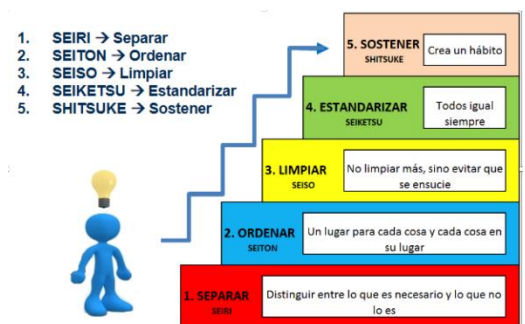 1. SEIRI → Separar
2. SEITON → Ordenar
3. SEISO → Limpiar
4. SEIKETSU → Estandarizar
5. SHITSUKE → Sostener
5. SOSTENER
SHITSUKE
Crea un hábito
4. ESTANDARIZAR
SEIKETSU
Todos igual
siempre
3. LIMPIAR
SEISO
No limpiar más, sino evitar que
se ensucie
2. ORDENAR
SEITON
Un lugar para cada cosa y cada cosa en
su lugar
1. SEPARAR
SEIRI
Distinguir entre lo que es necesario y lo que no
lo es